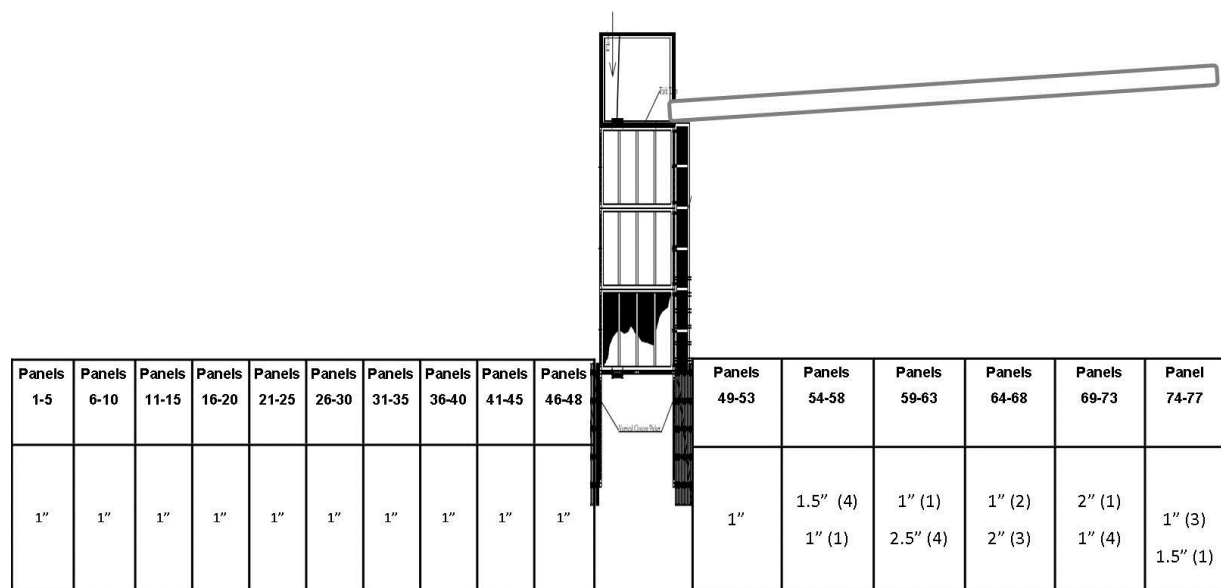 Panels 1-5
Panels 6-10
Panels 11-15
Panels 16-20
Panels 21-25
Panels 26-30
Panels 31-35
Panels 36-40
Panels 41-45
Panels 46-48
Panels 49-53
Panels 54-58
Panels 59-63
Panels 64-68
Panels 69-73
Panel 74-77
1”
1”
1”
1”
1”
1”
1”
1”
1”
1”
1”
1.5” (4)
1” (1)
1” (1)
2.5” (4)
1” (2)
2” (3)
2” (1)
1” (4)
1” (3)
1.5” (1)